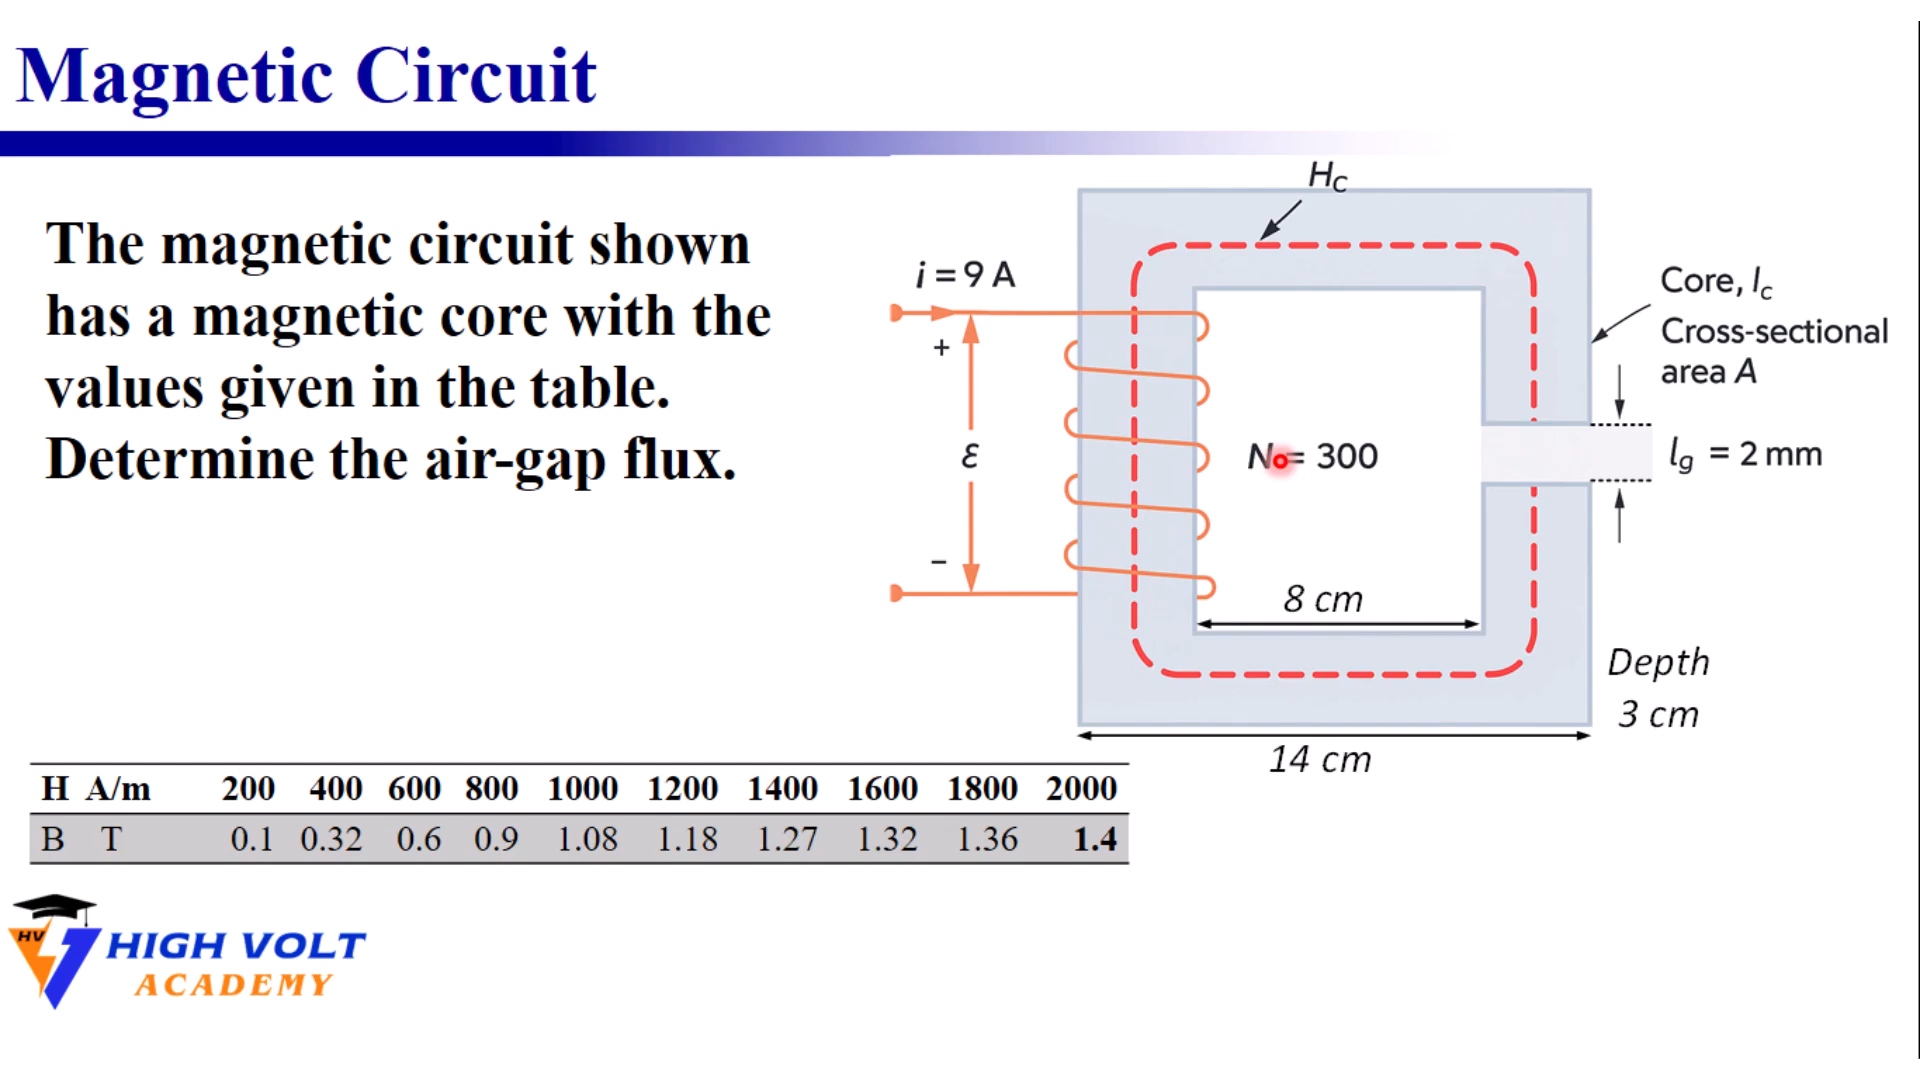 Magnetic Circuit
The magnetic circuit shown
has a magnetic core with the
values given in the table.
Determine the air-gap flux.
H_C
i = 9 A
+
ε
−
N = 300
Core, l_c
Cross-sectional
area A
l_g = 2 mm
8 cm
Depth
3 cm
14 cm
H A/m 200 400 600 800 1000 1200 1400 1600 1800 2000
B T 0.1 0.32 0.6 0.9 1.08 1.18 1.27 1.32 1.36 1.4
HV
HIGH VOLT
ACADEMY